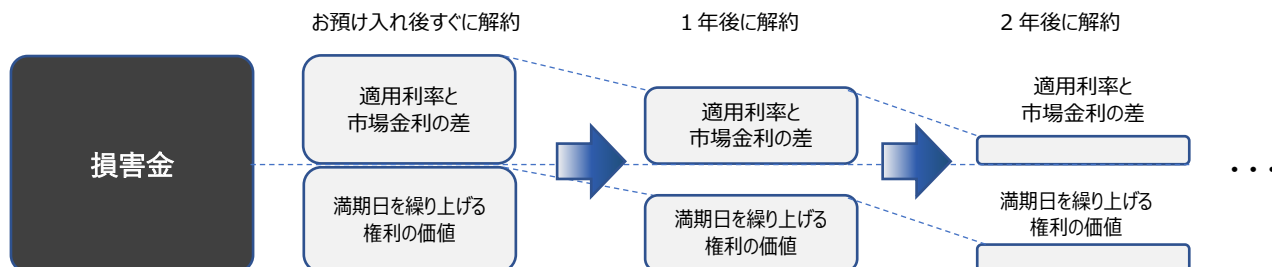 お預け入れ後すぐに解約
1年後に解約
2年後に解約
損害金
適用利率と
市場金利の差
満期日を繰り上げる
権利の価値
適用利率と
市場金利の差
満期日を繰り上げる
権利の価値
適用利率と
市場金利の差
満期日を繰り上げる
権利の価値
・・・